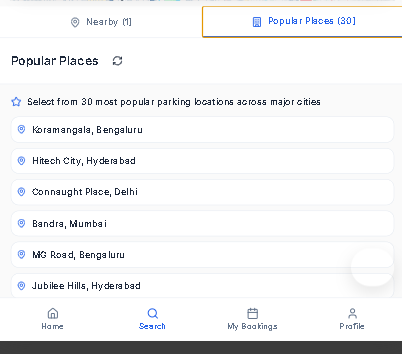 Nearby (1)
Popular Places (30)
Popular Places
Select from 30 most popular parking locations across major cities
Koramangala, Bengaluru
Hitech City, Hyderabad
Connaught Place, Delhi
Bandra, Mumbai
MG Road, Bengaluru
Jubilee Hills, Hyderabad
Home
Search
My Bookings
Profile